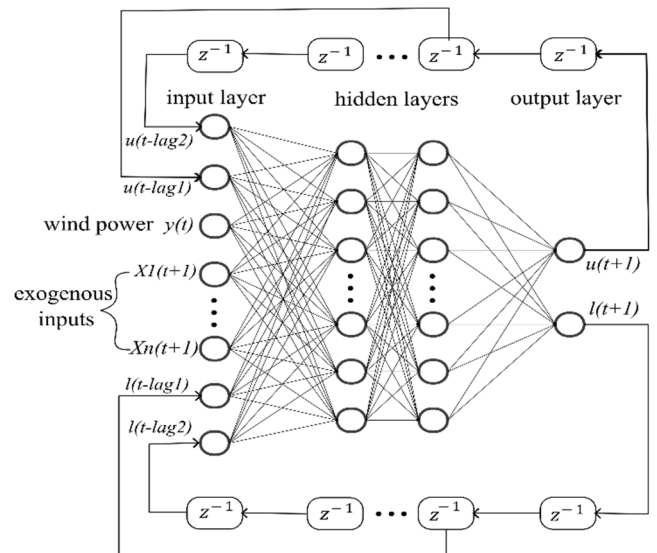 z⁻¹ z⁻¹ ••• z⁻¹ z⁻¹
input layer hidden layers output layer
u(t-lag2)
u(t-lag1)
wind power y(t)
X1(t+1)
exogenous inputs
Xn(t+1)
l(t-lag1)
l(t-lag2)
u(t+1)
l(t+1)
z⁻¹ z⁻¹ ••• z⁻¹ z⁻¹